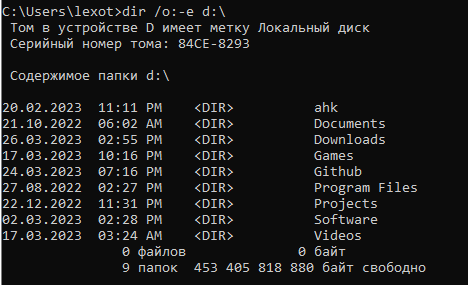 C:\Users\lexot>dir /o:-e d:\
Том в устройстве D имеет метку Локальный диск
Серийный номер тома: 84CE-8293
Содержимое папки d:\
20.02.2023 11:11 PM <DIR> ahk
21.10.2022 06:02 AM <DIR> Documents
26.03.2023 02:55 PM <DIR> Downloads
17.03.2023 10:16 PM <DIR> Games
24.03.2023 07:16 PM <DIR> Github
27.08.2022 02:27 PM <DIR> Program Files
22.12.2022 11:31 PM <DIR> Projects
02.03.2023 02:28 PM <DIR> Software
17.03.2023 03:24 AM <DIR> Videos
0 файлов 0 байт
9 папок 453 405 818 880 байт свободно